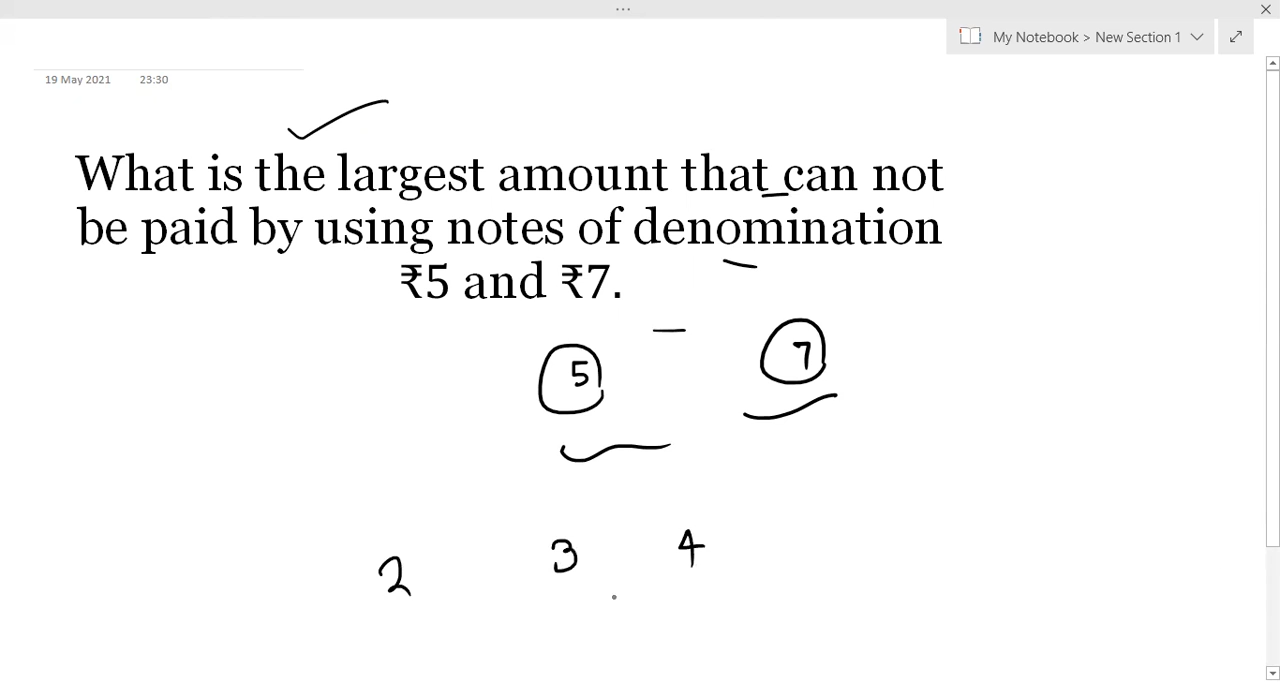 My Notebook > New Section 1
19 May 2021 23:30
What is the largest amount that can not
be paid by using notes of denomination
₹5 and ₹7.
5 7
2 3 4